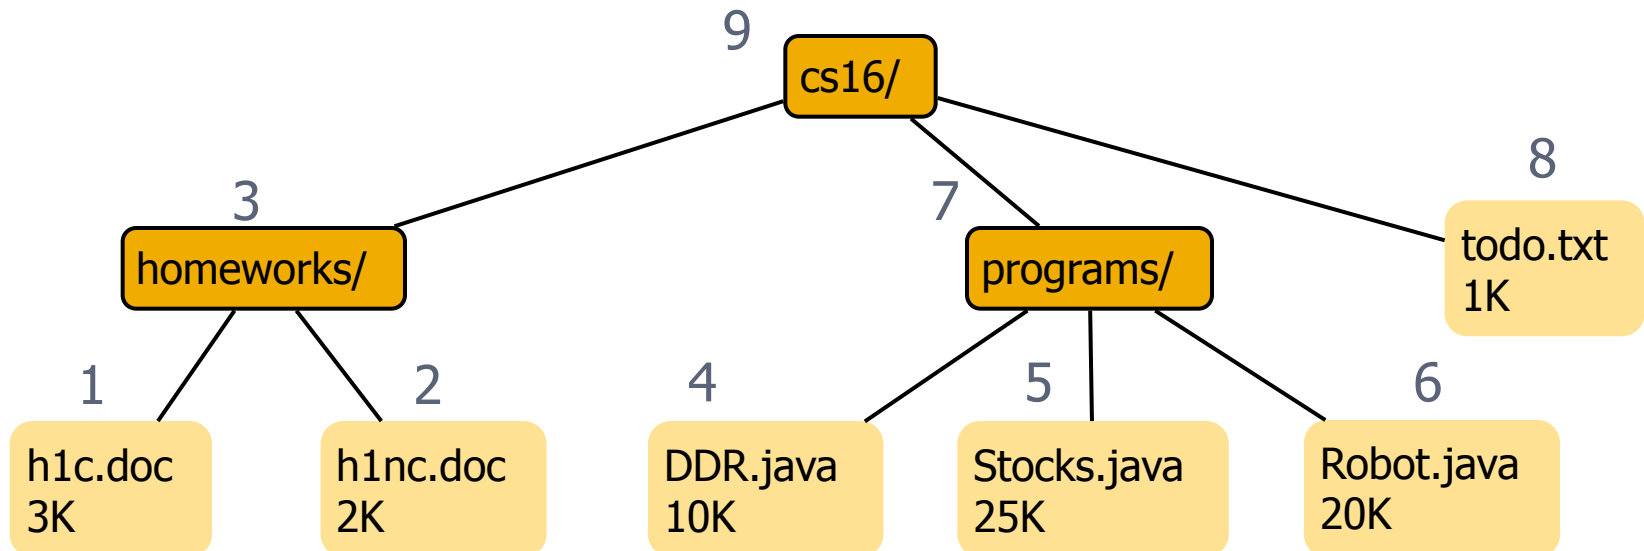 9
cs16/
8
3
7
homeworks/
programs/
todo.txt
1K
1
2
4
5
6
h1c.doc
3K
h1nc.doc
2K
DDR.java
10K
Stocks.java
25K
Robot.java
20K